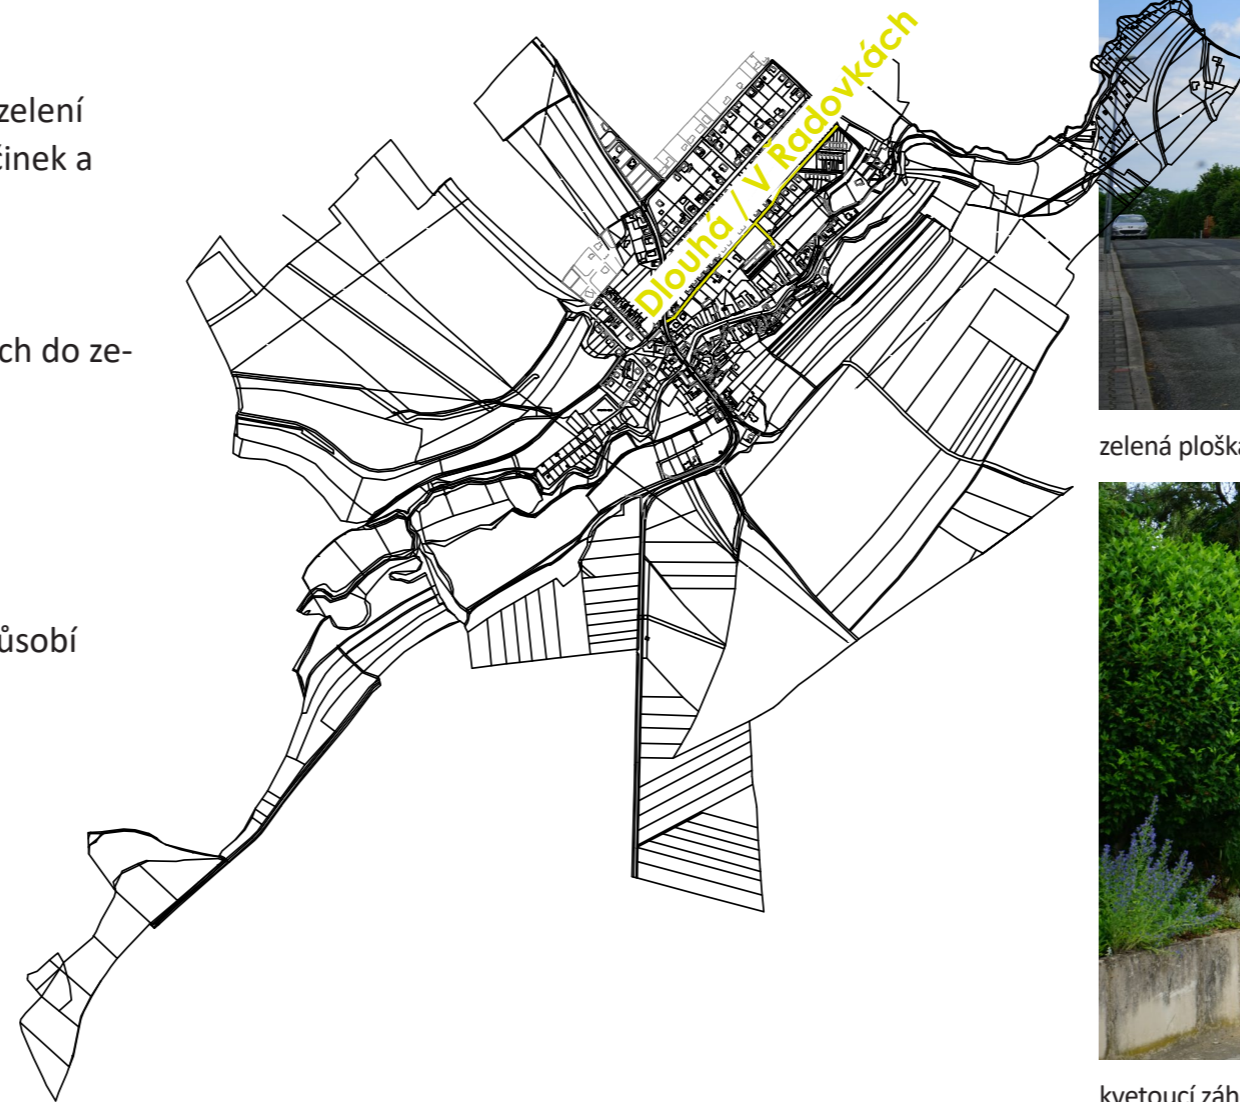 zelení
činek a
ch do ze-
ůsobí
Dlouhá / V Řadovkách
zelená ploška
kvetoucí záh